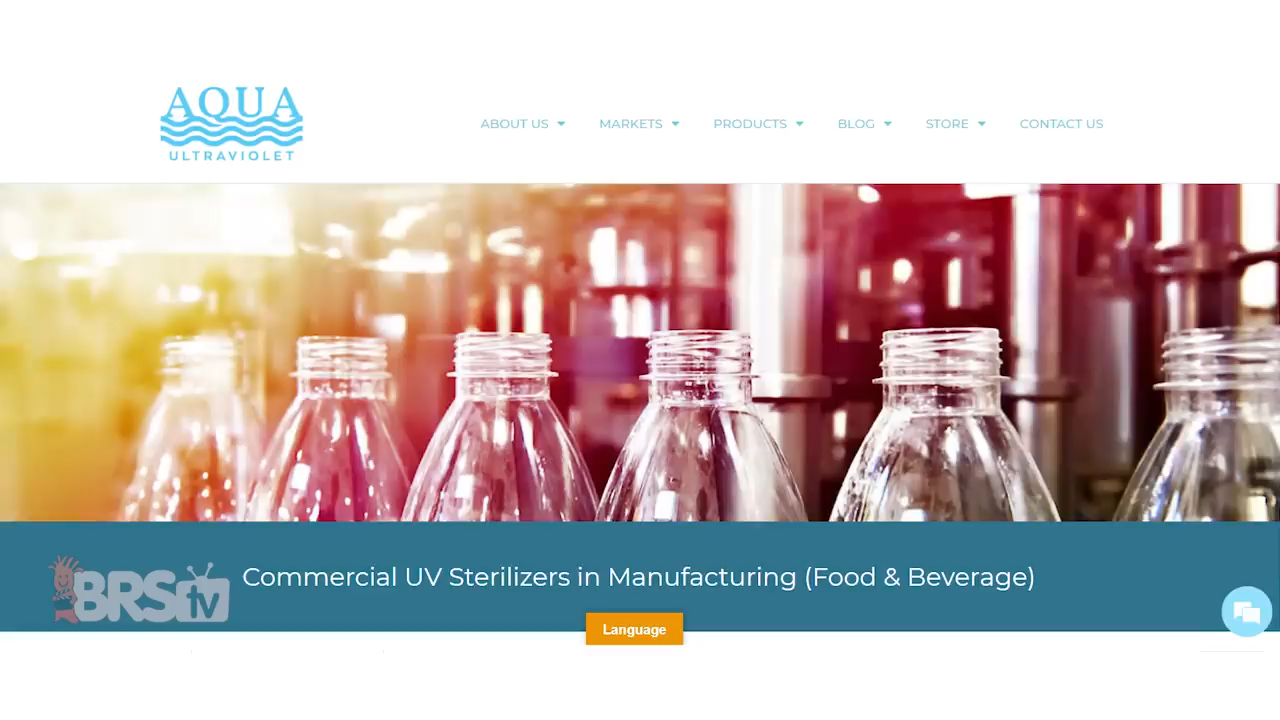 AQUA
ULTRAVIOLET
ABOUT US MARKETS PRODUCTS BLOG STORE CONTACT US
Commercial UV Sterilizers in Manufacturing (Food & Beverage)
BRStv
Language